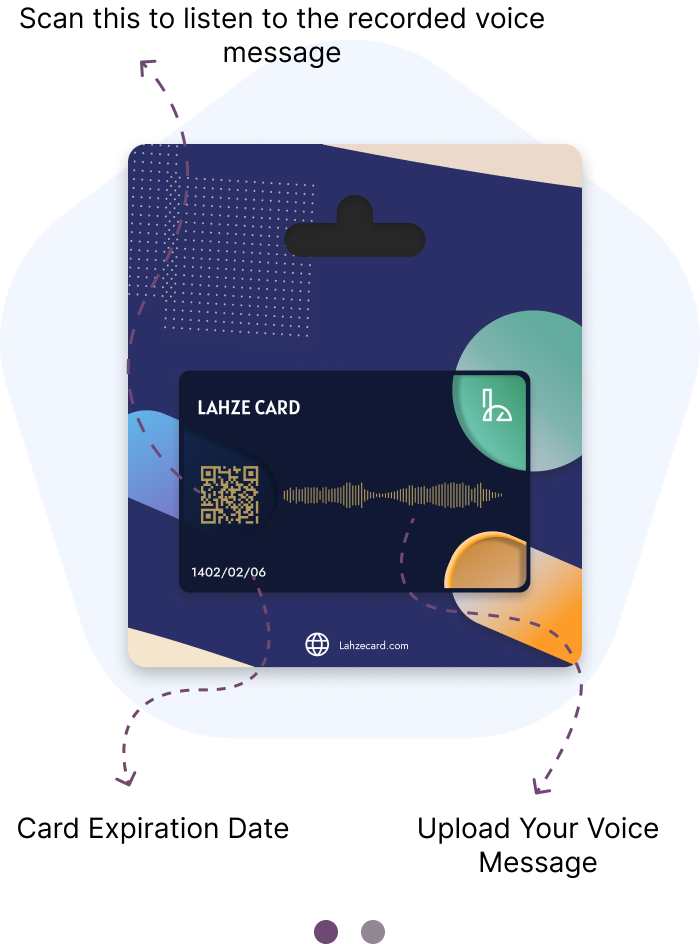 Scan this to listen to the recorded voice
message
LAHZE CARD
1402/02/06
Lahzecard.com
Card Expiration Date
Upload Your Voice
Message